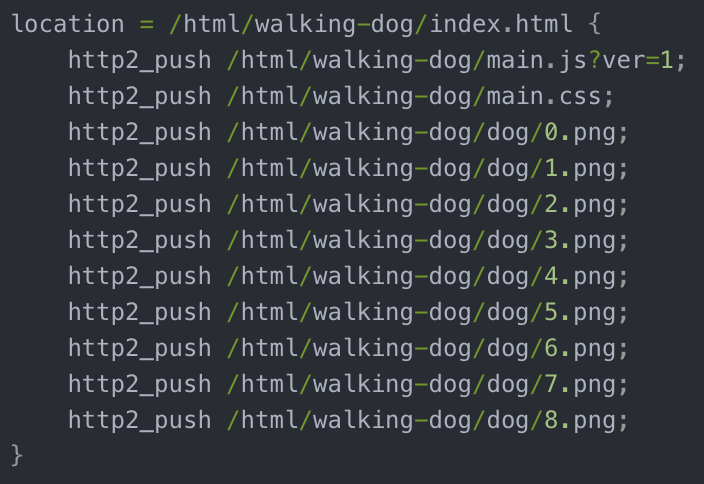 location = /html/walking-dog/index.html {
    http2_push /html/walking-dog/main.js?ver=1;
    http2_push /html/walking-dog/main.css;
    http2_push /html/walking-dog/dog/0.png;
    http2_push /html/walking-dog/dog/1.png;
    http2_push /html/walking-dog/dog/2.png;
    http2_push /html/walking-dog/dog/3.png;
    http2_push /html/walking-dog/dog/4.png;
    http2_push /html/walking-dog/dog/5.png;
    http2_push /html/walking-dog/dog/6.png;
    http2_push /html/walking-dog/dog/7.png;
    http2_push /html/walking-dog/dog/8.png;
}